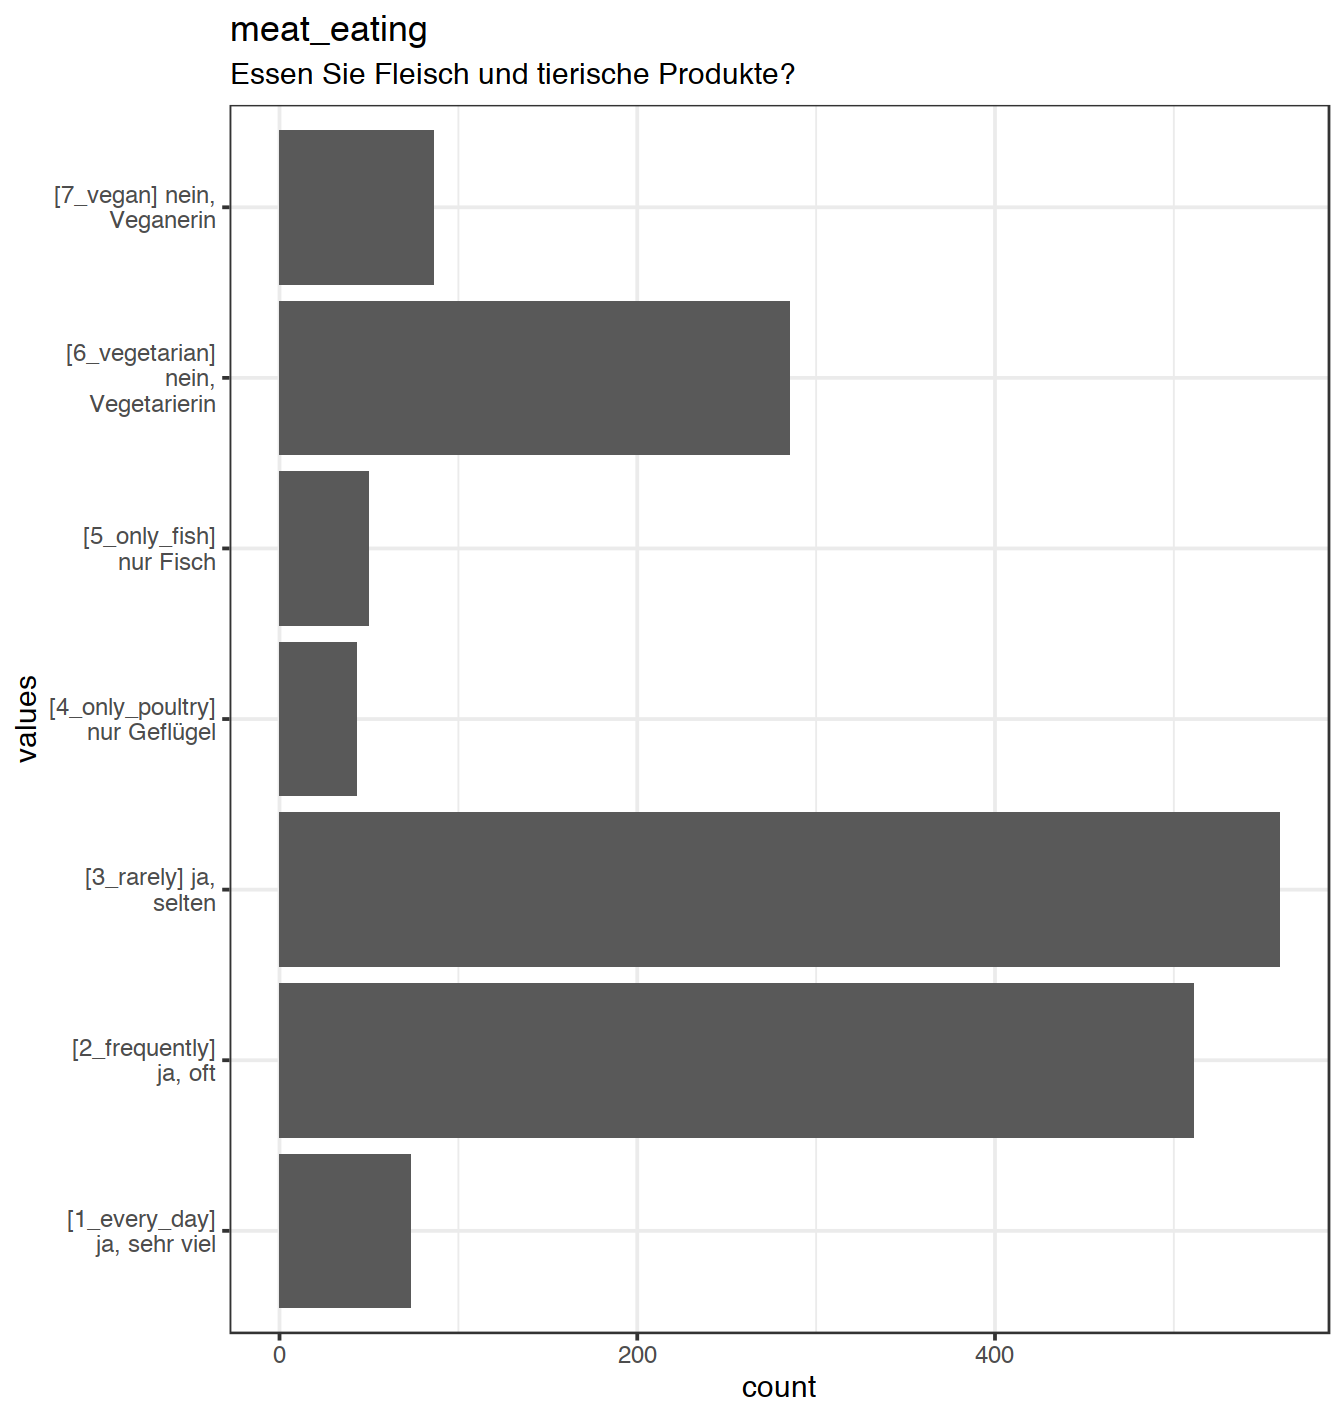 meat_eating
Essen Sie Fleisch und tierische Produkte?
[7_vegan] nein,
Veganerin
[6_vegetarian]
nein,
Vegetarierin
[5_only_fish]
nur Fisch
[4_only_poultry]
nur Geflügel
[3_rarely] ja,
selten
[2_frequently]
ja, oft
[1_every_day]
ja, sehr viel
values
0
200
400
count